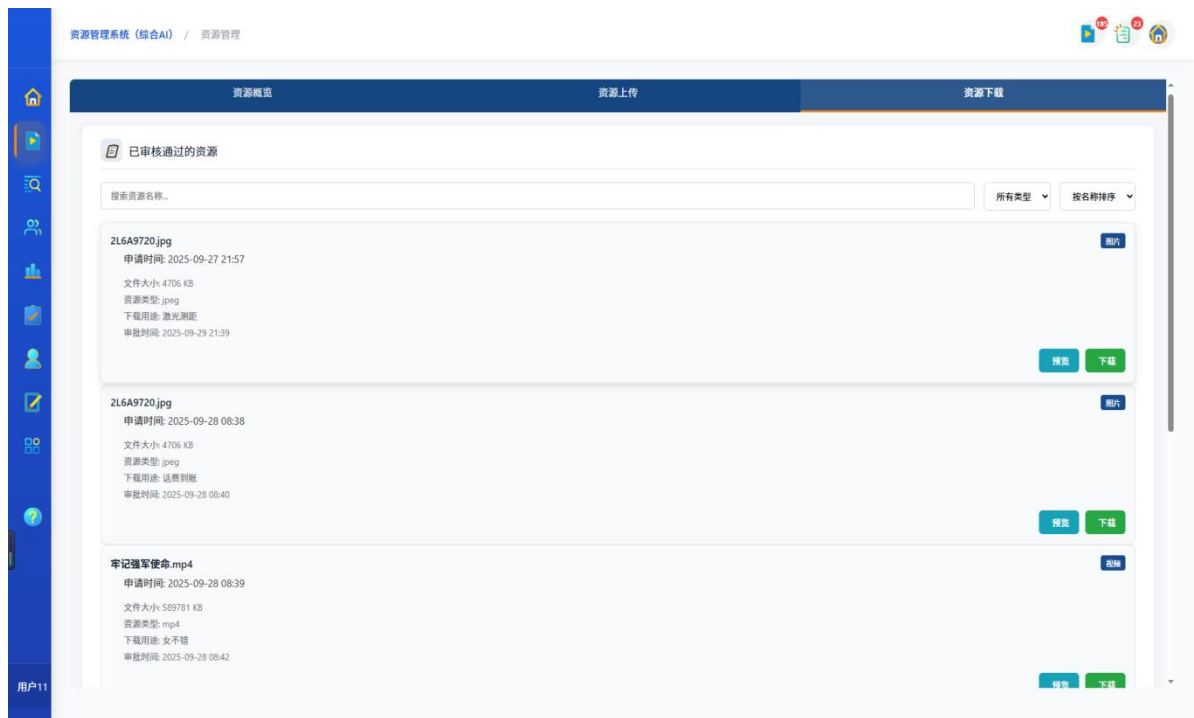 资源管理系统（综合AI） / 资源管理
185
23
资源概览
资源上传
资源下载
已审核通过的资源
搜索资源名称...
所有类型
按名称排序
2L6A9720.jpg
图片
申请时间: 2025-09-27 21:57
文件大小: 4706 KB
资源类型: jpeg
下载用途: 激光测距
审批时间: 2025-09-29 21:39
预览
下载
2L6A9720.jpg
图片
申请时间: 2025-09-28 08:38
文件大小: 4706 KB
资源类型: jpeg
下载用途: 话费到账
审批时间: 2025-09-28 08:40
预览
下载
牢记强军使命.mp4
视频
申请时间: 2025-09-28 08:39
文件大小: 589781 KB
资源类型: mp4
下载用途: 女不错
审批时间: 2025-09-28 08:42
预览
下载
用户11